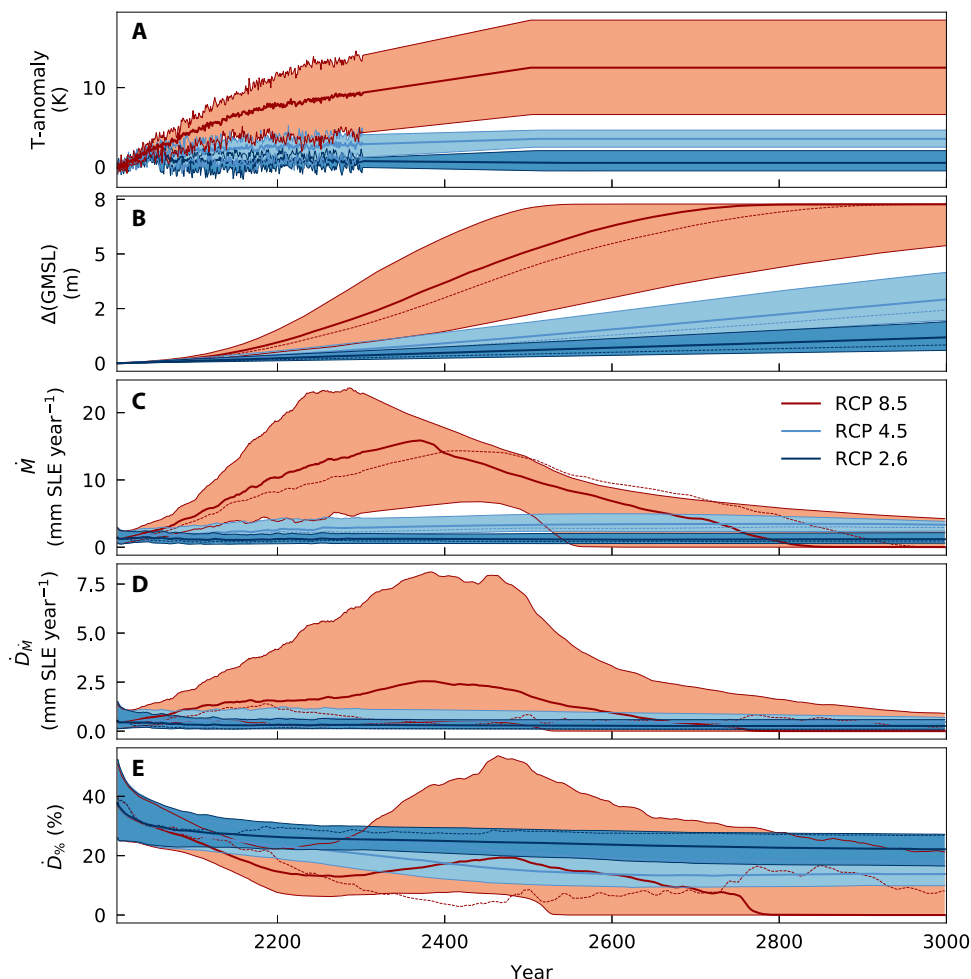 A
T-anomaly
(K)
10
0
B
Δ(GMSL)
(m)
8
5
2
0
C
Ṁ
(mm SLE year⁻¹)
20
10
0
RCP 8.5
RCP 4.5
RCP 2.6
D
Ḋ_Ṁ
(mm SLE year⁻¹)
7.5
5.0
2.5
0.0
E
Ḋ% (%)
40
20
0
2200 2400 2600 2800 3000
Year